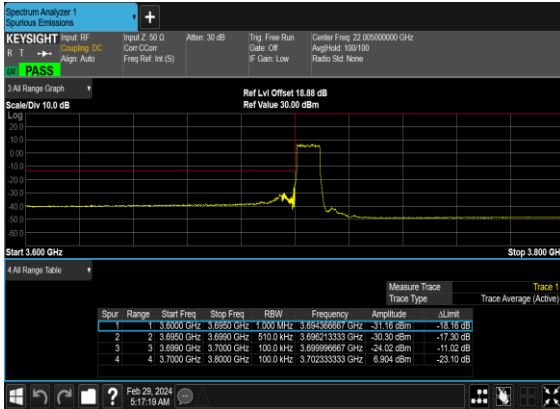 Spectrum Analyzer 1
Spurious Emissions
KEYSIGHT
R T
PASS
Input: RF
Coupling: DC
Align: Auto
Input Z: 50 Ω
Corr CCorr
Freq Ref: Int (S)
Atten: 30 dB
Trig: Free Run
Gate: Off
IF Gain: Low
Center Freq: 22.005000000 GHz
Avg|Hold: 100/100
Radio Std: None
3 All Range Graph
Scale/Div 10.0 dB
Ref Lvl Offset 18.88 dB
Ref Value 30.00 dBm
Log
20.0
10.0
0.00
-10.0
-20.0
-30.0
-40.0
-50.0
-60.0
Start 3.600 GHz
Stop 3.800 GH
4 All Range Table
Measure Trace Trace 1
Trace Type Trace Average (Active)
Spur Range Start Freq Stop Freq RBW Frequency Amplitude ΔLimit
1 1 3.6000 GHz 3.6950 GHz 1.000 MHz 3.694366667 GHz -31.16 dBm -18.16 dB
2 2 3.6950 GHz 3.6990 GHz 510.0 kHz 3.696213333 GHz -30.30 dBm -17.30 dB
3 3 3.6990 GHz 3.7000 GHz 100.0 kHz 3.699996667 GHz -24.02 dBm -11.02 dB
4 4 3.7000 GHz 3.8000 GHz 100.0 kHz 3.702333333 GHz 6.904 dBm -23.10 dB
Feb 29, 2024
5:17:19 AM